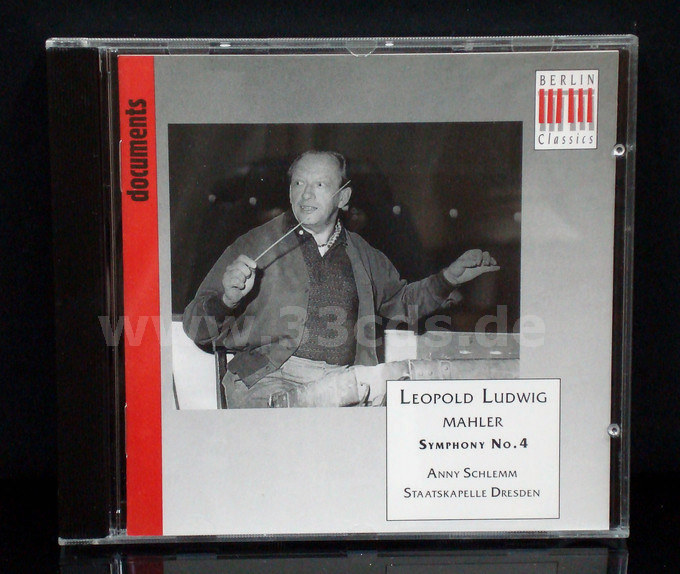 documents
BERLIN
Classics
www.33cds.de
LEOPOLD LUDWIG
MAHLER
SYMPHONY NO.4
ANNY SCHLEMM
STAATSKAPELLE DRESDEN